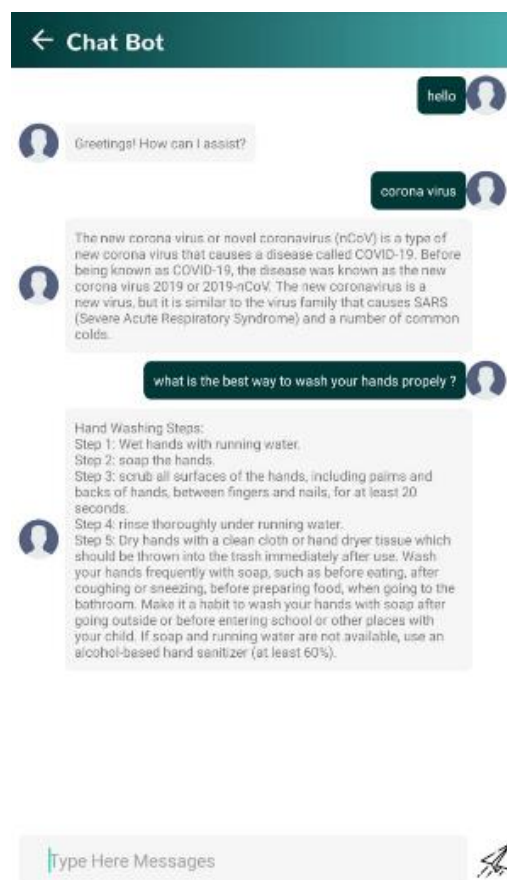 Chat Bot
hello
Greetings! How can I assist?
corona virus
The new corona virus or novel coronavirus (nCoV) is a type of
new corona virus that causes a disease called COVID-19. Before
being known as COVID-19, the disease was known as the new
corona virus 2019 or 2019-nCoV. The new coronavirus is a
new virus, but it is similar to the virus family that causes SARS
(Severe Acute Respiratory Syndrome) and a number of common
colds.
what is the best way to wash your hands propely ?
Hand Washing Steps:
Step 1: Wet hands with running water.
Step 2: soap the hands.
Step 3: scrub all surfaces of the hands, including palms and
backs of hands, between fingers and nails, for at least 20
seconds.
Step 4: rinse thoroughly under running water.
Step 5: Dry hands with a clean cloth or hand dryer tissue which
should be thrown into the trash immediately after use. Wash
your hands frequently with soap, such as before eating, after
coughing or sneezing, before preparing food, when going to the
bathroom. Make it a habit to wash your hands with soap after
going outside or before entering school or other places with
your child. If soap and running water are not available, use an
alcohol-based hand sanitizer (at least 60%).
Type Here Messages